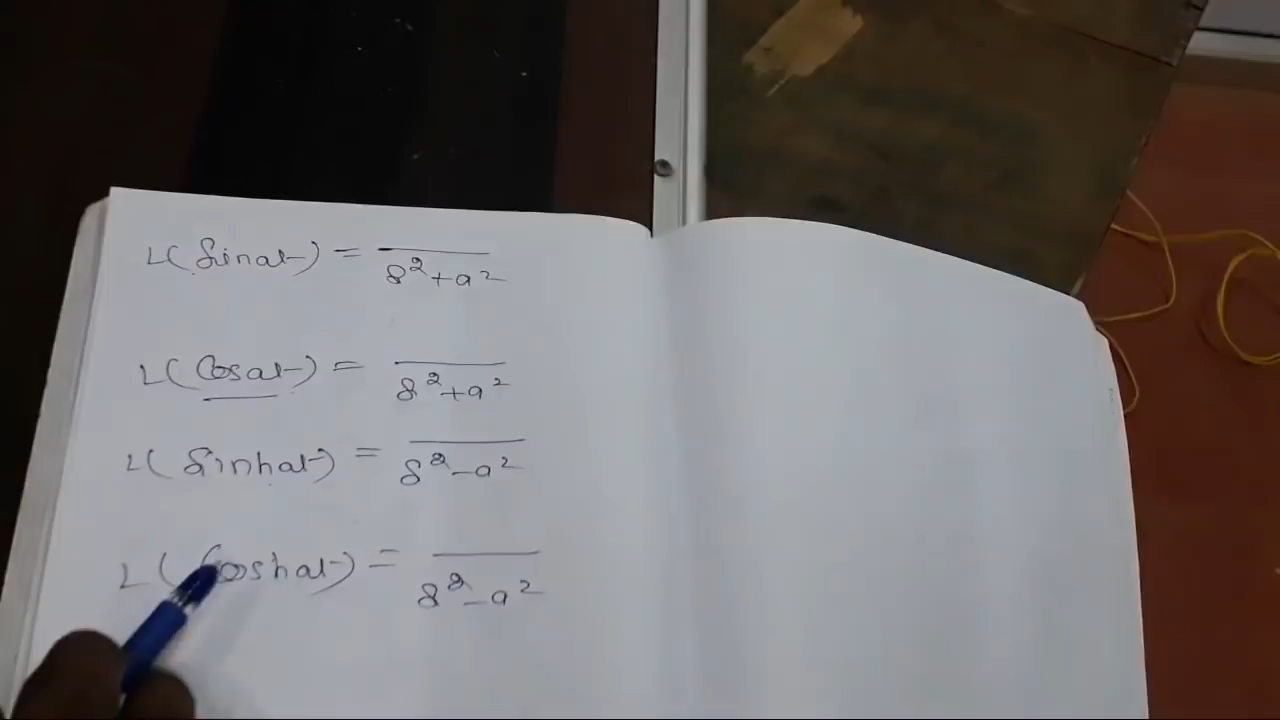 L(Sinat) = ―/s²+a²
L(Cosat) = ―/s²+a²
L(Sinhat) = ―/s²-a²
L(Coshat) = ―/s²-a²